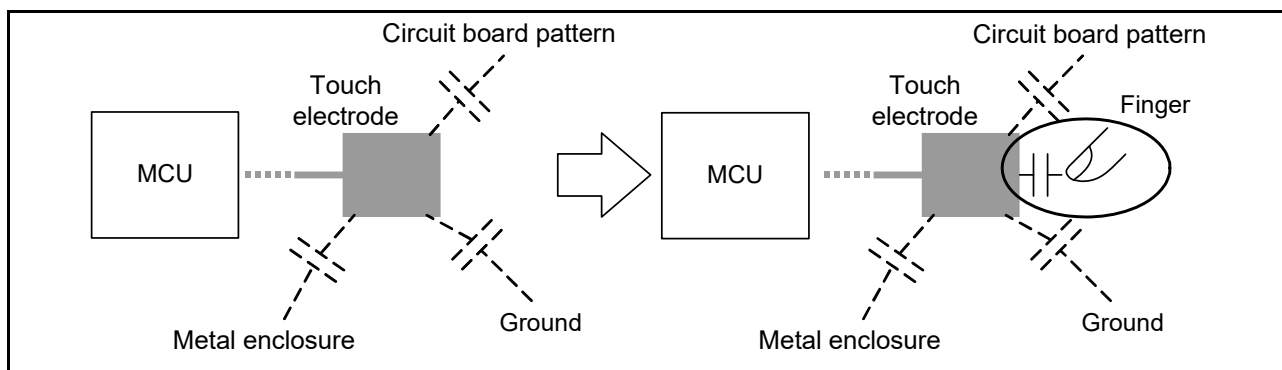 Circuit board pattern
Touch
electrode
MCU
Metal enclosure
Ground
Circuit board pattern
Touch
electrode
Finger
MCU
Metal enclosure
Ground